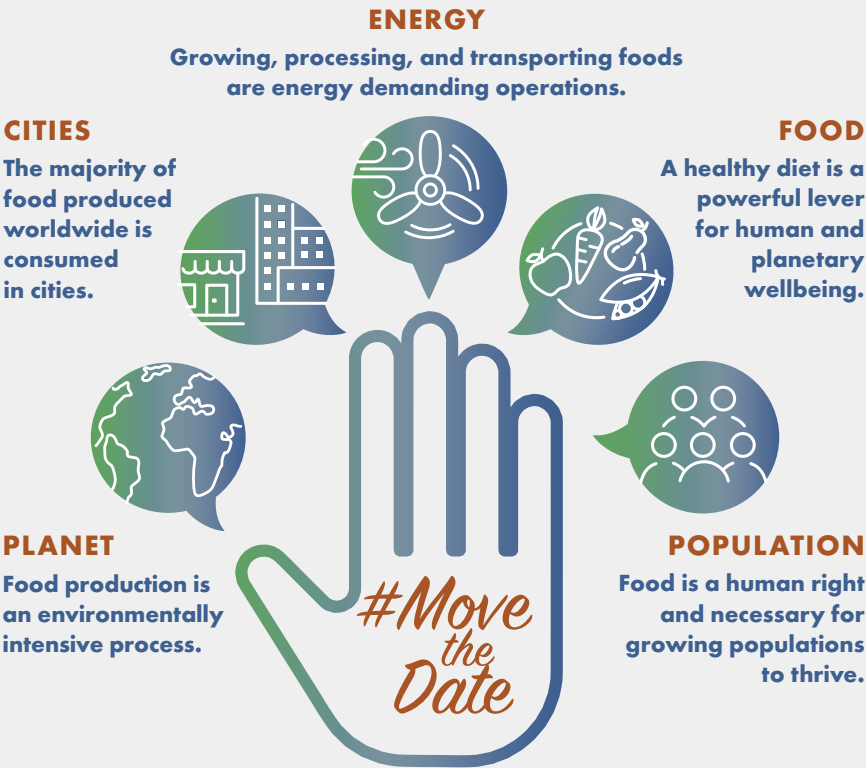 ENERGY
Growing, processing, and transporting foods
are energy demanding operations.
CITIES
The majority of
food produced
worldwide is
consumed
in cities.
FOOD
A healthy diet is a
powerful lever
for human and
planetary
wellbeing.
PLANET
Food production is
an environmentally
intensive process.
POPULATION
Food is a human right
and necessary for
growing populations
to thrive.
#Move
the
Date